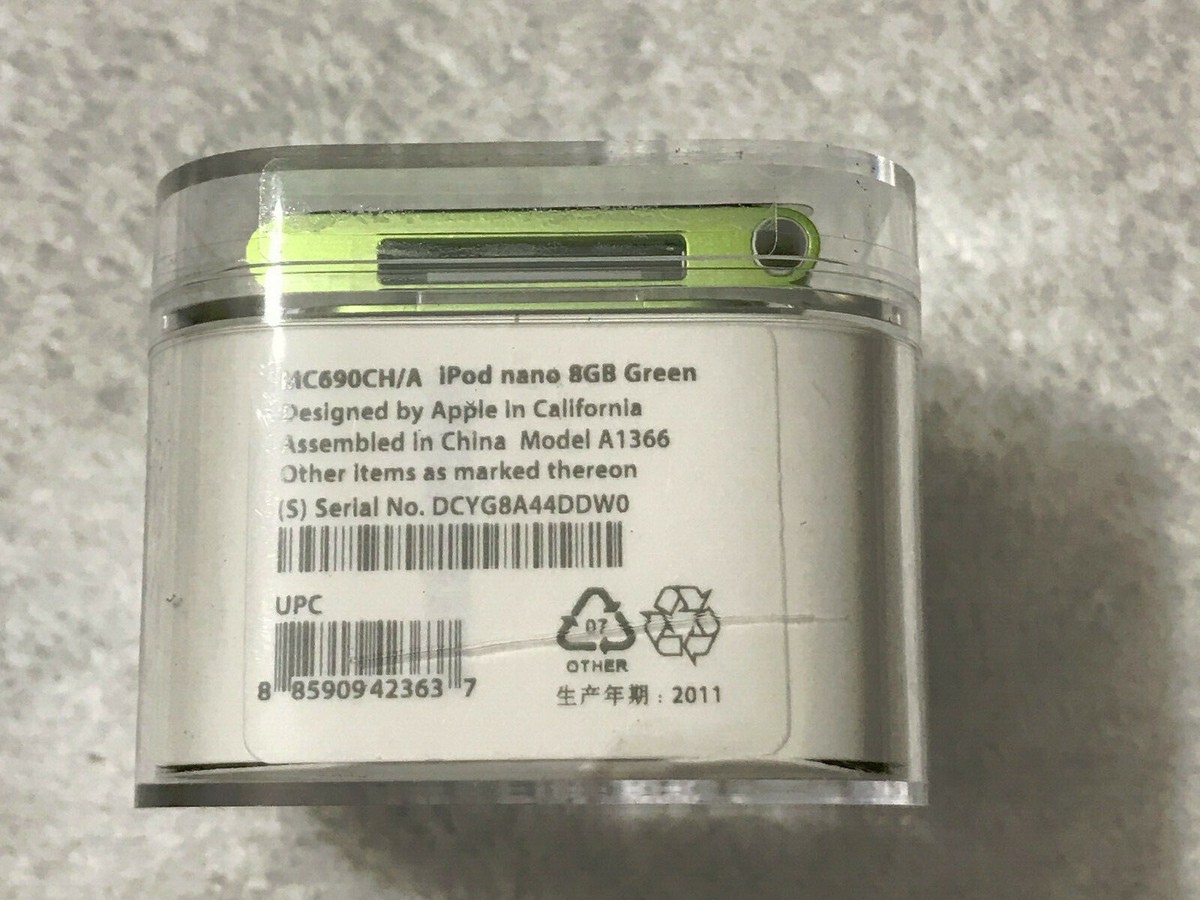 MC690CH/A iPod nano 8GB Green
Designed by Apple in California
Assembled in China Model A1366
Other items as marked thereon
(S) Serial No. DCYG8A44DDW0
UPC
8 85909 42363 7
07
OTHER
生产年期：2011